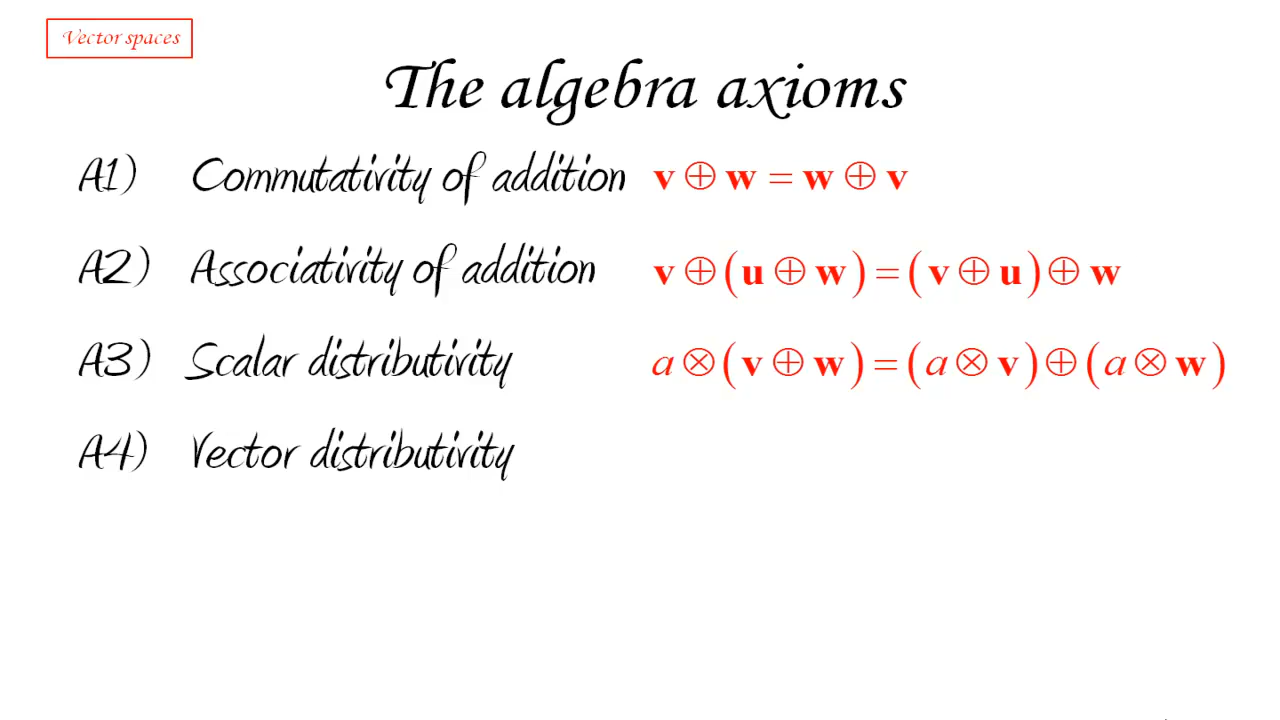 Vector spaces
The algebra axioms
A1) Commutativity of addition v ⊕ w = w ⊕ v
A2) Associativity of addition v ⊕ ( u ⊕ w ) = ( v ⊕ u ) ⊕ w
A3) Scalar distributivity a ⊗ ( v ⊕ w ) = ( a ⊗ v ) ⊕ ( a ⊗ w )
A4) Vector distributivity